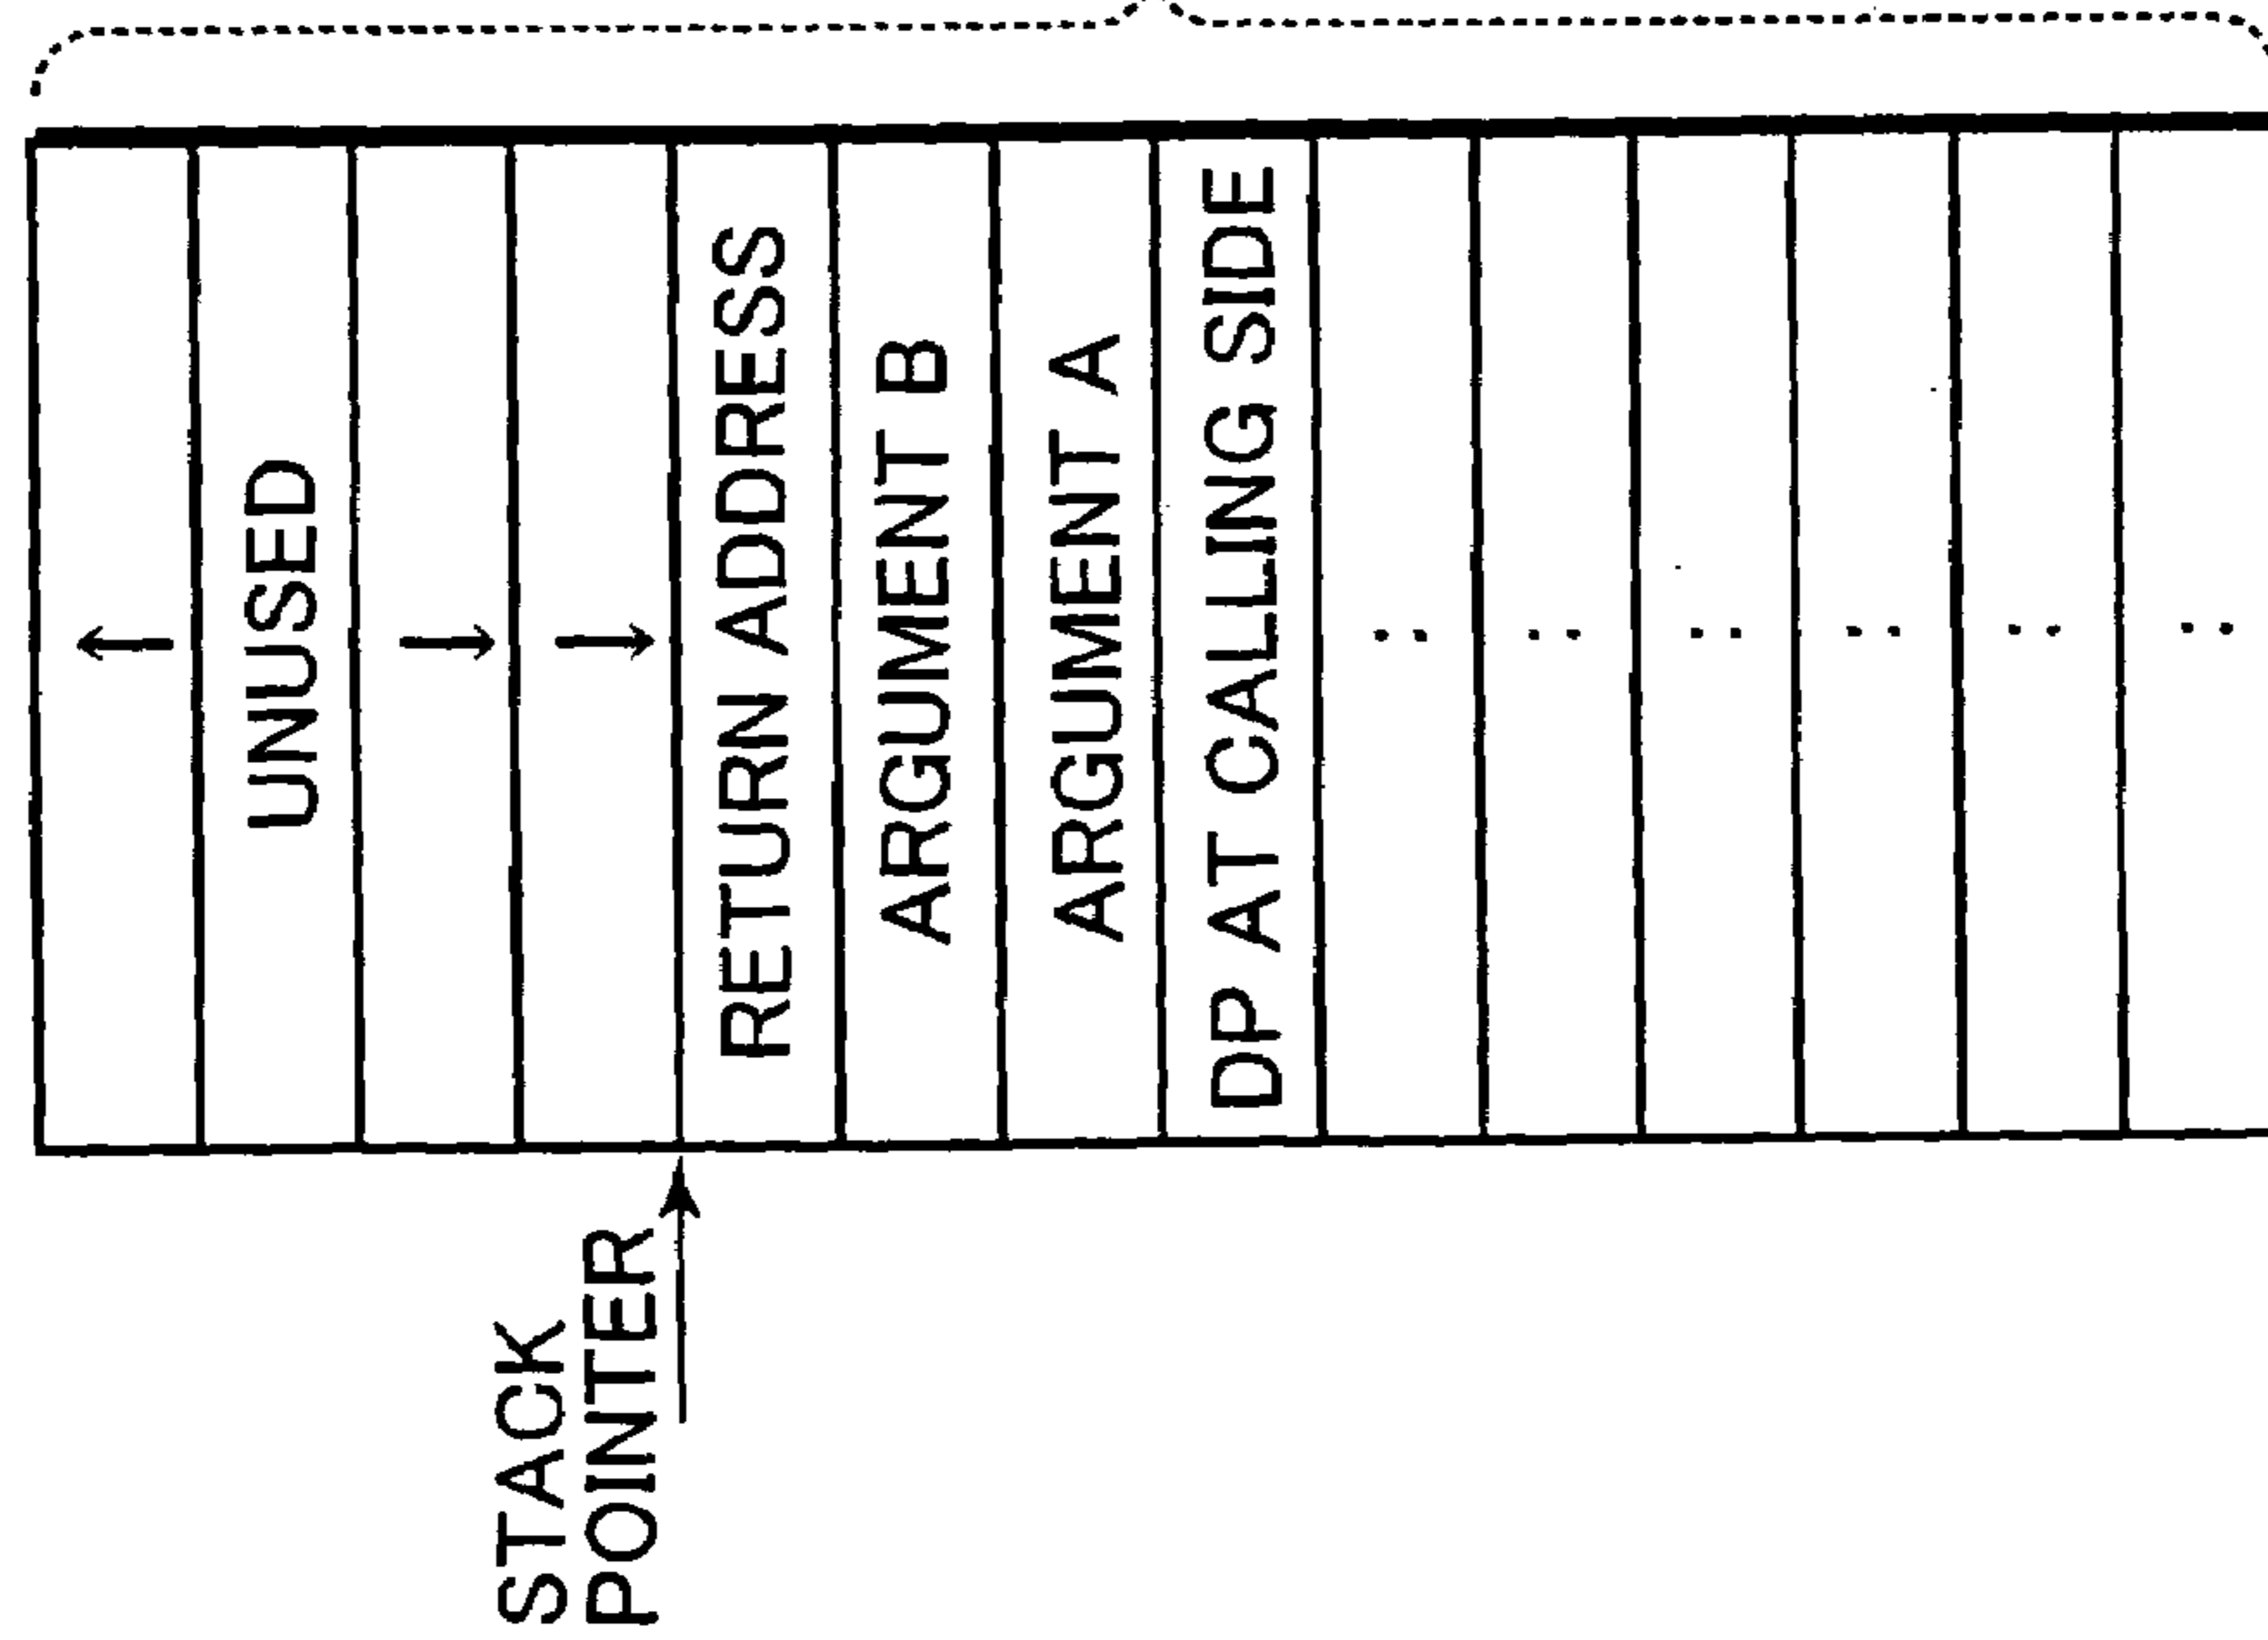 UNUSED
RETURN ADDRESS
ARGUMENT B
ARGUMENT A
DP AT CALLING SIDE
STACK
POINTER